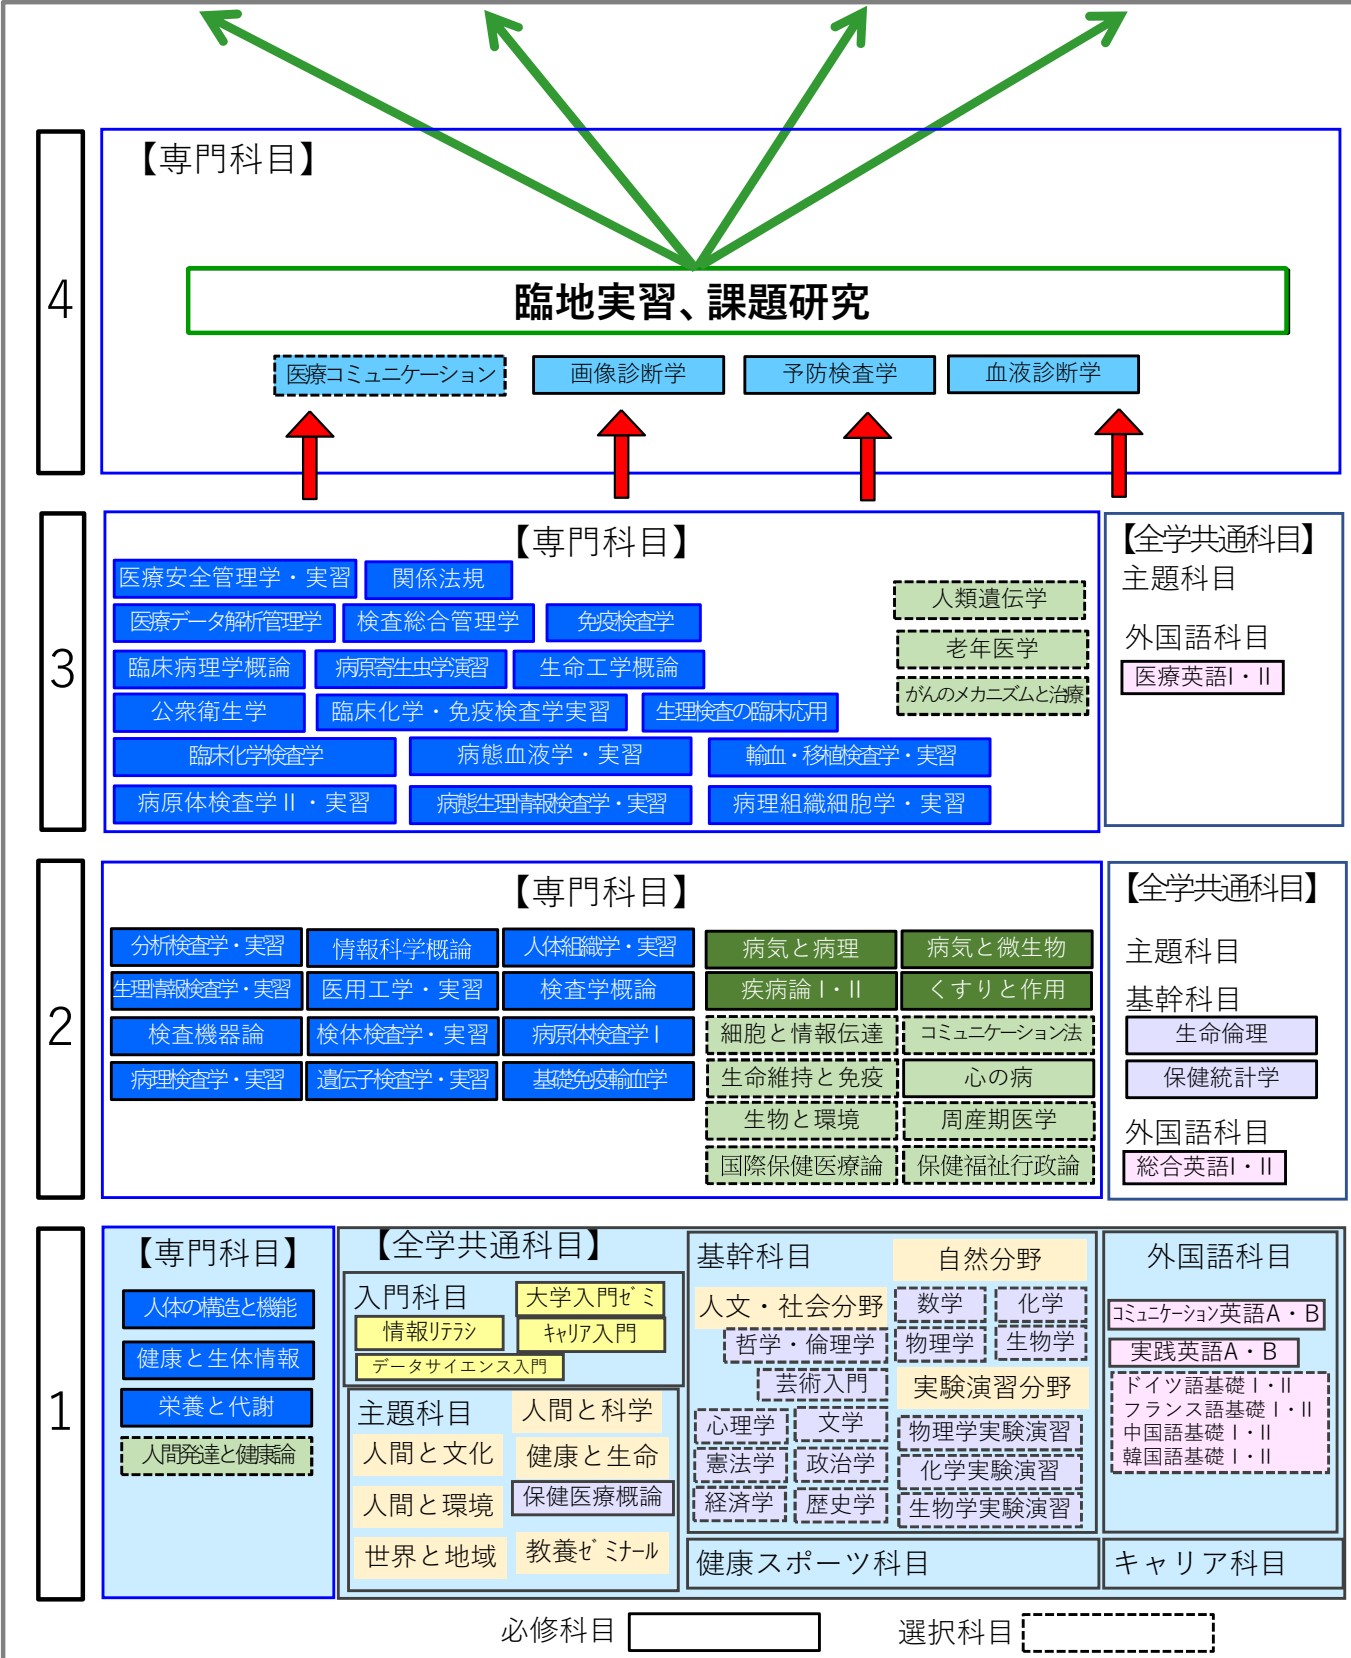 4
【専門科目】
臨地実習、課題研究
医療コミュニケーション
画像診断学
予防検査学
血液診断学
3
【専門科目】
医療安全管理学・実習
関係法規
医療データ解析管理学
検査総合管理学
免疫検査学
臨床病理学概論
病原寄生虫学演習
生命工学概論
公衆衛生学
臨床化学・免疫検査学実習
生理検査の臨床応用
臨床化学検査学
病態血液学・実習
輸血・移植検査学・実習
病原体検査学Ⅱ・実習
病態生理情報検査学・実習
病理組織細胞学・実習
人類遺伝学
老年医学
がんのメカニズムと治療
【全学共通科目】
主題科目
外国語科目
医療英語Ⅰ・Ⅱ
2
【専門科目】
分析検査学・実習
情報科学概論
人体組織学・実習
生理情報検査学・実習
医用工学・実習
検査学概論
検査機器論
検体検査学・実習
病原体検査学Ⅰ
病理検査学・実習
遺伝子検査学・実習
基礎免疫輸血学
病気と病理
病気と微生物
疾病論Ⅰ・Ⅱ
くすりと作用
細胞と情報伝達
コミュニケーション法
生命維持と免疫
心の病
生物と環境
周産期医学
国際保健医療論
保健福祉行政論
【全学共通科目】
主題科目
基幹科目
生命倫理
保健統計学
外国語科目
総合英語Ⅰ・Ⅱ
1
【専門科目】
人体の構造と機能
健康と生体情報
栄養と代謝
人間発達と健康論
【全学共通科目】
入門科目
大学入門ゼミ
情報リテラシ
キャリア入門
データサイエンス入門
主題科目
人間と科学
人間と文化
健康と生命
人間と環境
保健医療概論
世界と地域
教養ゼミナール
基幹科目
自然分野
人文・社会分野
数学
化学
哲学・倫理学
物理学
生物学
芸術入門
実験演習分野
心理学
文学
物理学実験演習
憲法学
政治学
化学実験演習
経済学
歴史学
生物学実験演習
健康スポーツ科目
外国語科目
コミュニケーション英語A・B
実践英語A・B
ドイツ語基礎Ⅰ・Ⅱ
フランス語基礎Ⅰ・Ⅱ
中国語基礎Ⅰ・Ⅱ
韓国語基礎Ⅰ・Ⅱ
キャリア科目
必修科目
選択科目